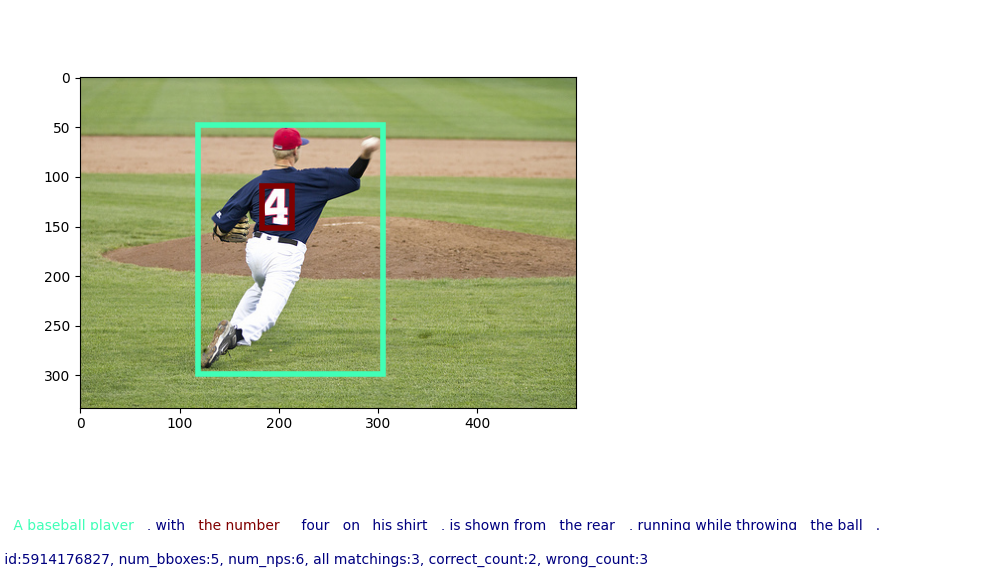 0
50
100
150
200
250
300
4
0 100 200 300 400
A baseball player . with the number four on his shirt . is shown from the rear . running while throwing the ball .
id:5914176827, num_bboxes:5, num_nps:6, all matchings:3, correct_count:2, wrong_count:3